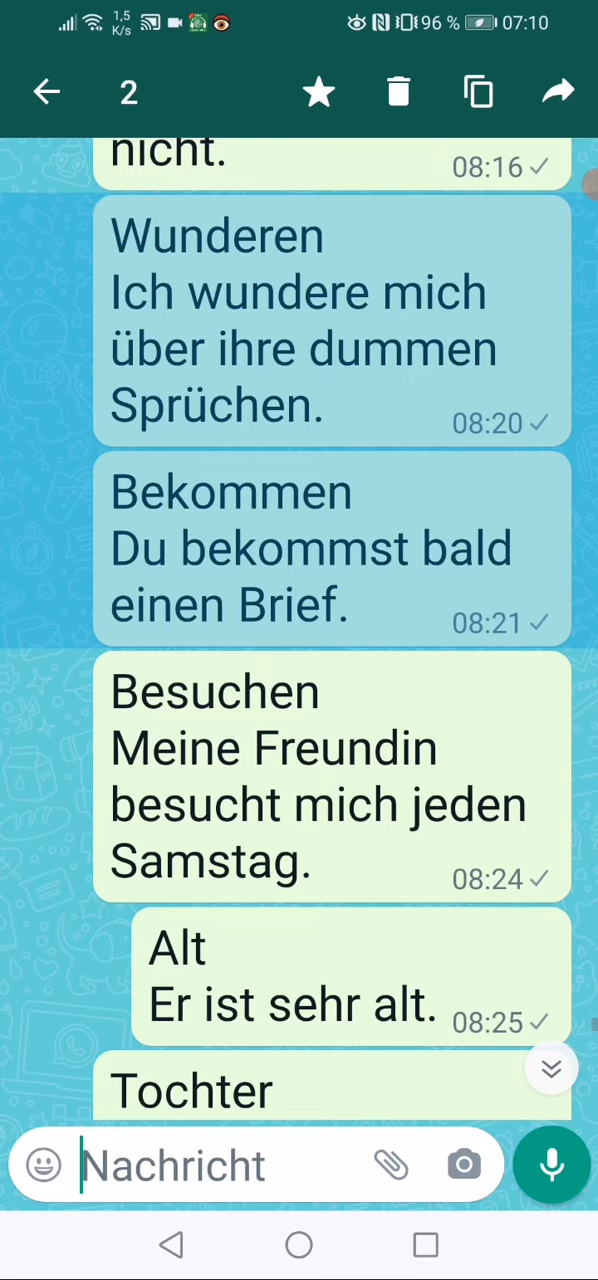 1,5
K/s
96 %
07:10
2
nicht.
08:16
Wunderen
Ich wundere mich
über ihre dummen
Sprüchen.
08:20
Bekommen
Du bekommst bald
einen Brief.
08:21
Besuchen
Meine Freundin
besucht mich jeden
Samstag.
08:24
Alt
Er ist sehr alt.
08:25
Tochter
Nachricht